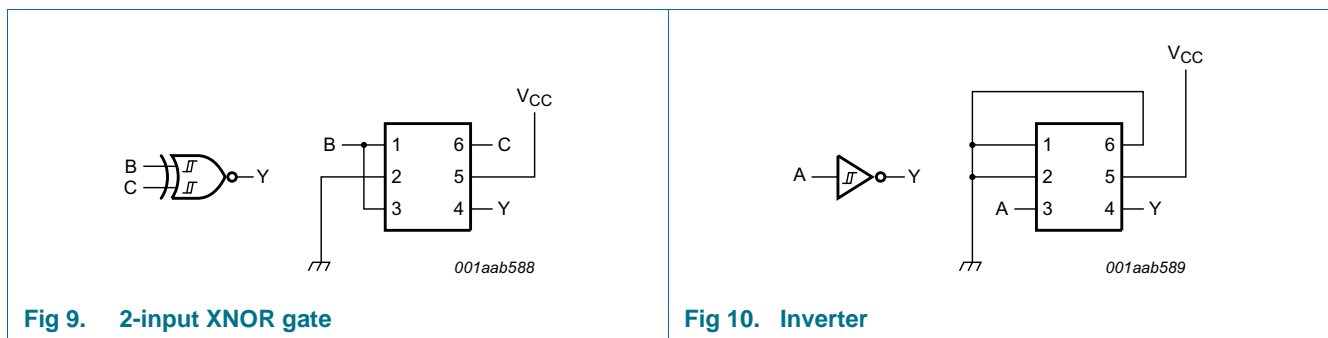 B
C
Y
B
1
2
3
6
5
4
C
Y
VCC
001aab588
Fig 9. 2-input XNOR gate
A
Y
A
1
2
3
6
5
4
Y
VCC
001aab589
Fig 10. Inverter